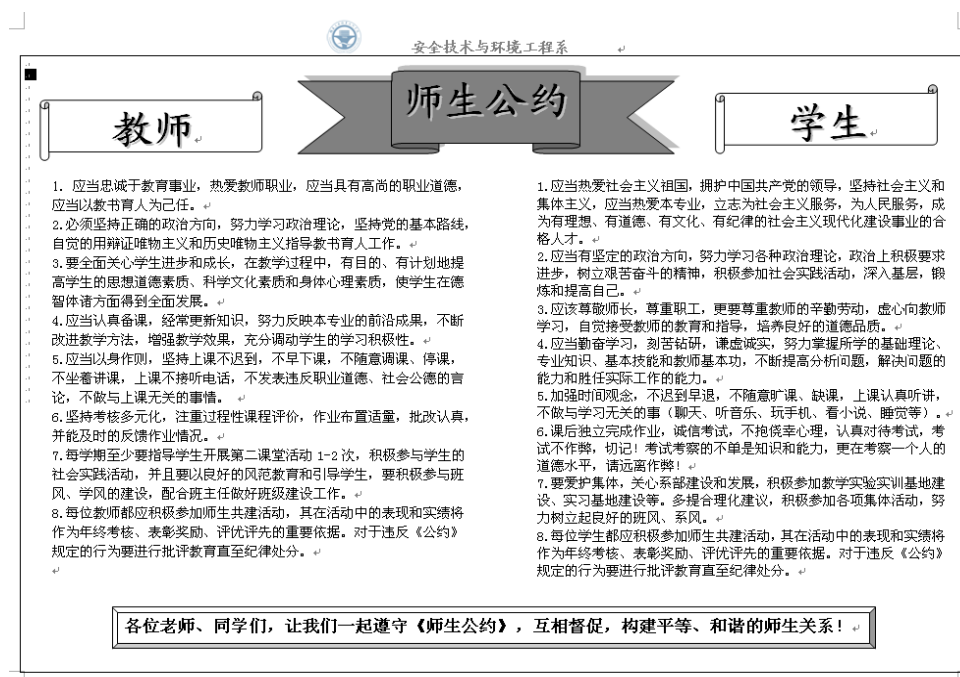 安全技术与环境工程系
师生公约
教师
1. 应当忠诚于教育事业，热爱教师职业，应当具有高尚的职业道德，
应当以教书育人为己任。
2.必须坚持正确的政治方向，努力学习政治理论，坚持党的基本路线，
自觉的用辩证唯物主义和历史唯物主义指导教书育人工作。
3.要全面关心学生进步和成长，在教学过程中，有目的、有计划地提
高学生的思想道德素质、科学文化素质和身体心理素质，使学生在德
智体诸方面得到全面发展。
4.应当认真备课，经常更新知识，努力反映本专业的前沿成果，不断
改进教学方法，增强教学效果，充分调动学生的学习积极性。
5.应当以身作则，坚持上课不迟到，不早下课，不随意调课、停课，
不坐着讲课，上课不接听电话，不发表违反职业道德、社会公德的言
论，不做与上课无关的事情。
6.坚持考核多元化，注重过程性课程评价，作业布置适量，批改认真，
并能及时的反馈作业情况。
7.每学期至少要指导学生开展第二课堂活动 1-2 次，积极参与学生的
社会实践活动，并且要以良好的风范教育和引导学生，要积极参与班
风、学风的建设，配合班主任做好班级建设工作。
8.每位教师都应积极参加师生共建活动，其在活动中的表现和实绩将
作为年终考核、表彰奖励、评优评先的重要依据。对于违反《公约》
规定的行为要进行批评教育直至纪律处分。
学生
1.应当热爱社会主义祖国，拥护中国共产党的领导，坚持社会主义和
集体主义，应当热爱本专业，立志为社会主义服务，为人民服务，成
为有理想、有道德、有文化、有纪律的社会主义现代化建设事业的合
格人才。
2.应当有坚定的政治方向，努力学习各种政治理论，政治上积极要求
进步，树立艰苦奋斗的精神，积极参加社会实践活动，深入基层，锻
炼和提高自己。
3.应该尊敬师长，尊重职工，更要尊重教师的辛勤劳动，虚心向教师
学习，自觉接受教师的教育和指导，培养良好的道德品质。
4.应当勤奋学习，刻苦钻研，谦虚诚实，努力掌握所学的基础理论、
专业知识、基本技能和教师基本功，不断提高分析问题，解决问题的
能力和胜任实际工作的能力。
5.加强时间观念，不迟到早退，不随意旷课、缺课，上课认真听讲，
不做与学习无关的事（聊天、听音乐、玩手机、看小说、睡觉等）。
6.课后独立完成作业，诚信考试，不抱侥幸心理，认真对待考试，考
试不作弊，切记！考试考察的不单是知识和能力，更在考察一个人的
道德水平，请远离作弊！
7.要爱护集体，关心系部建设和发展，积极参加教学实验实训基地建
设、实习基地建设等。多提合理化建议，积极参加各项集体活动，努
力树立起良好的班风、系风。
8.每位学生都应积极参加师生共建活动，其在活动中的表现和实绩将
作为年终考核、表彰奖励、评优评先的重要依据。对于违反《公约》
规定的行为要进行批评教育直至纪律处分。
各位老师、同学们，让我们一起遵守《师生公约》，互相督促，构建平等、和谐的师生关系！